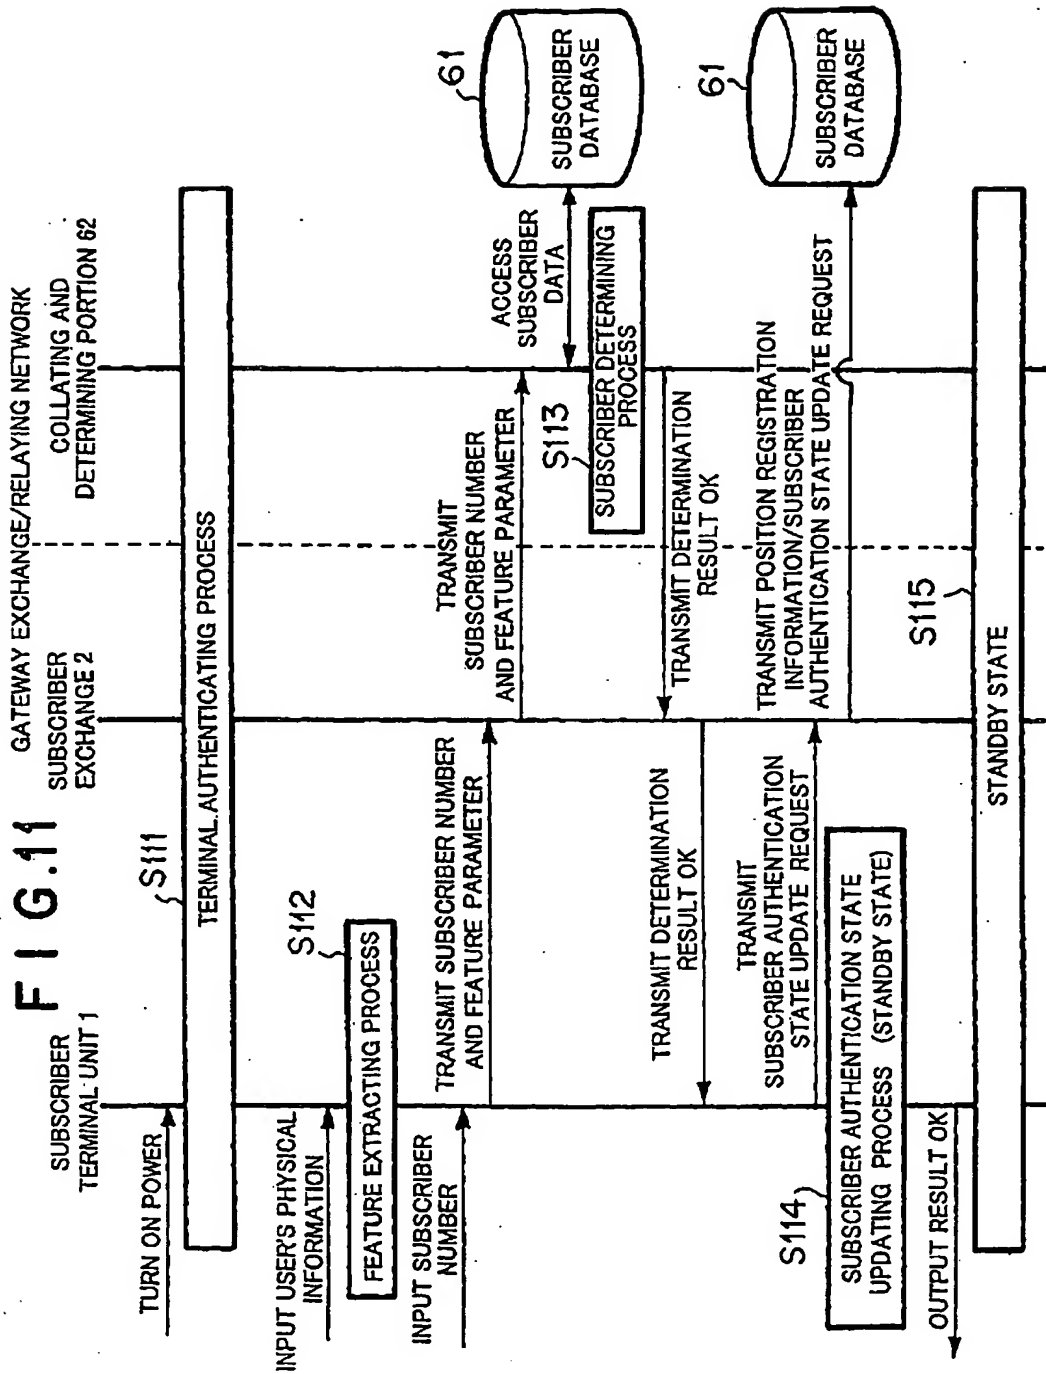 F I G.11
GATEWAY EXCHANGE/RELAYING NETWORK
SUBSCRIBER
TERMINAL UNIT 1
SUBSCRIBER
EXCHANGE 2
COLLATING AND
DETERMINING PORTION 62
TURN ON POWER
S111
TERMINAL AUTHENTICATING PROCESS
INPUT USER'S PHYSICAL
INFORMATION
S112
FEATURE EXTRACTING PROCESS
INPUT SUBSCRIBER
NUMBER
TRANSMIT SUBSCRIBER NUMBER
AND FEATURE PARAMETER
TRANSMIT
SUBSCRIBER NUMBER
AND FEATURE PARAMETER
ACCESS
SUBSCRIBER
DATA
61
SUBSCRIBER
DATABASE
S113
SUBSCRIBER DETERMINING
PROCESS
TRANSMIT DETERMINATION
RESULT OK
TRANSMIT DETERMINATION
RESULT OK
TRANSMIT
SUBSCRIBER AUTHENTICATION
STATE UPDATE REQUEST
TRANSMIT POSITION REGISTRATION
INFORMATION/SUBSCRIBER
AUTHENTICATION STATE UPDATE REQUEST
61
SUBSCRIBER
DATABASE
S114
SUBSCRIBER AUTHENTICATION STATE
UPDATING PROCESS (STANDBY STATE)
OUTPUT RESULT OK
S115
STANDBY STATE